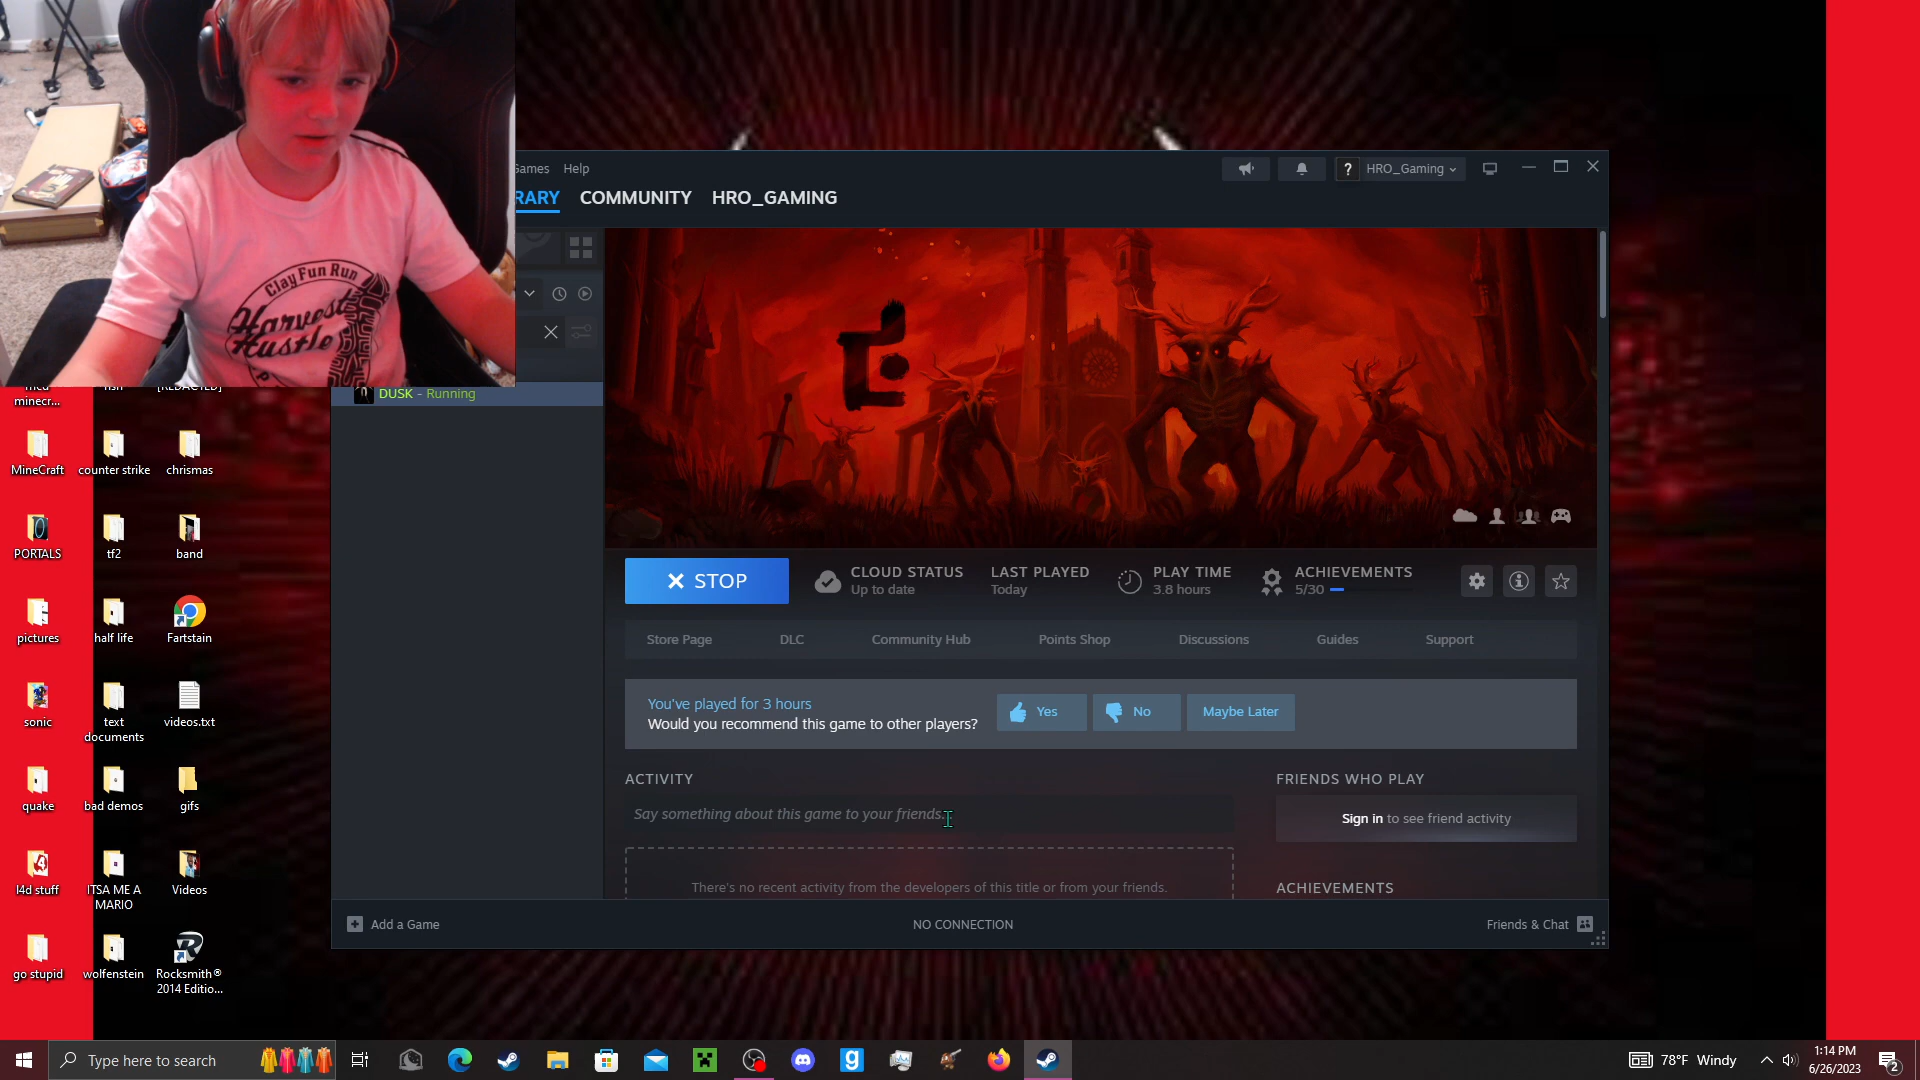 Clay Fun Run
Harvest
Hustle
Games Help
HRO_Gaming
RARY COMMUNITY HRO_GAMING
DUSK - Running
STOP
CLOUD STATUS
Up to date
LAST PLAYED
Today
PLAY TIME
3.8 hours
ACHIEVEMENTS
5/30
Store Page DLC Community Hub Points Shop Discussions Guides Support
You've played for 3 hours
Would you recommend this game to other players?
Yes No Maybe Later
ACTIVITY
Say something about this game to your friends.
There's no recent activity from the developers of this title or from your friends.
FRIENDS WHO PLAY
Sign in to see friend activity
ACHIEVEMENTS
Add a Game
NO CONNECTION
Friends & Chat
minecr...
[REDACTED]
MineCraft counter strike chrismas
PORTALS tf2 band
pictures half life Fartstain
sonic text
documents videos.txt
quake bad demos gifs
l4d stuff ITSA ME A
MARIO Videos
go stupid wolfenstein Rocksmith®
2014 Editio...
Type here to search
78°F Windy
1:14 PM
6/26/2023
2